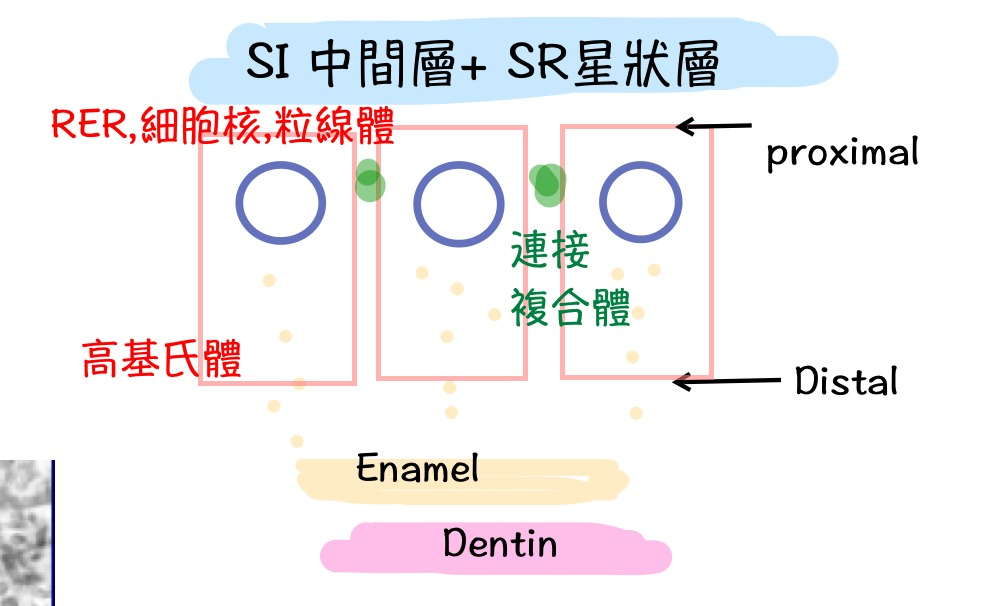 SI 中間層+ SR星狀層
RER,細胞核,粒線體
proximal
連接
複合體
高基氏體
Distal
Enamel
Dentin